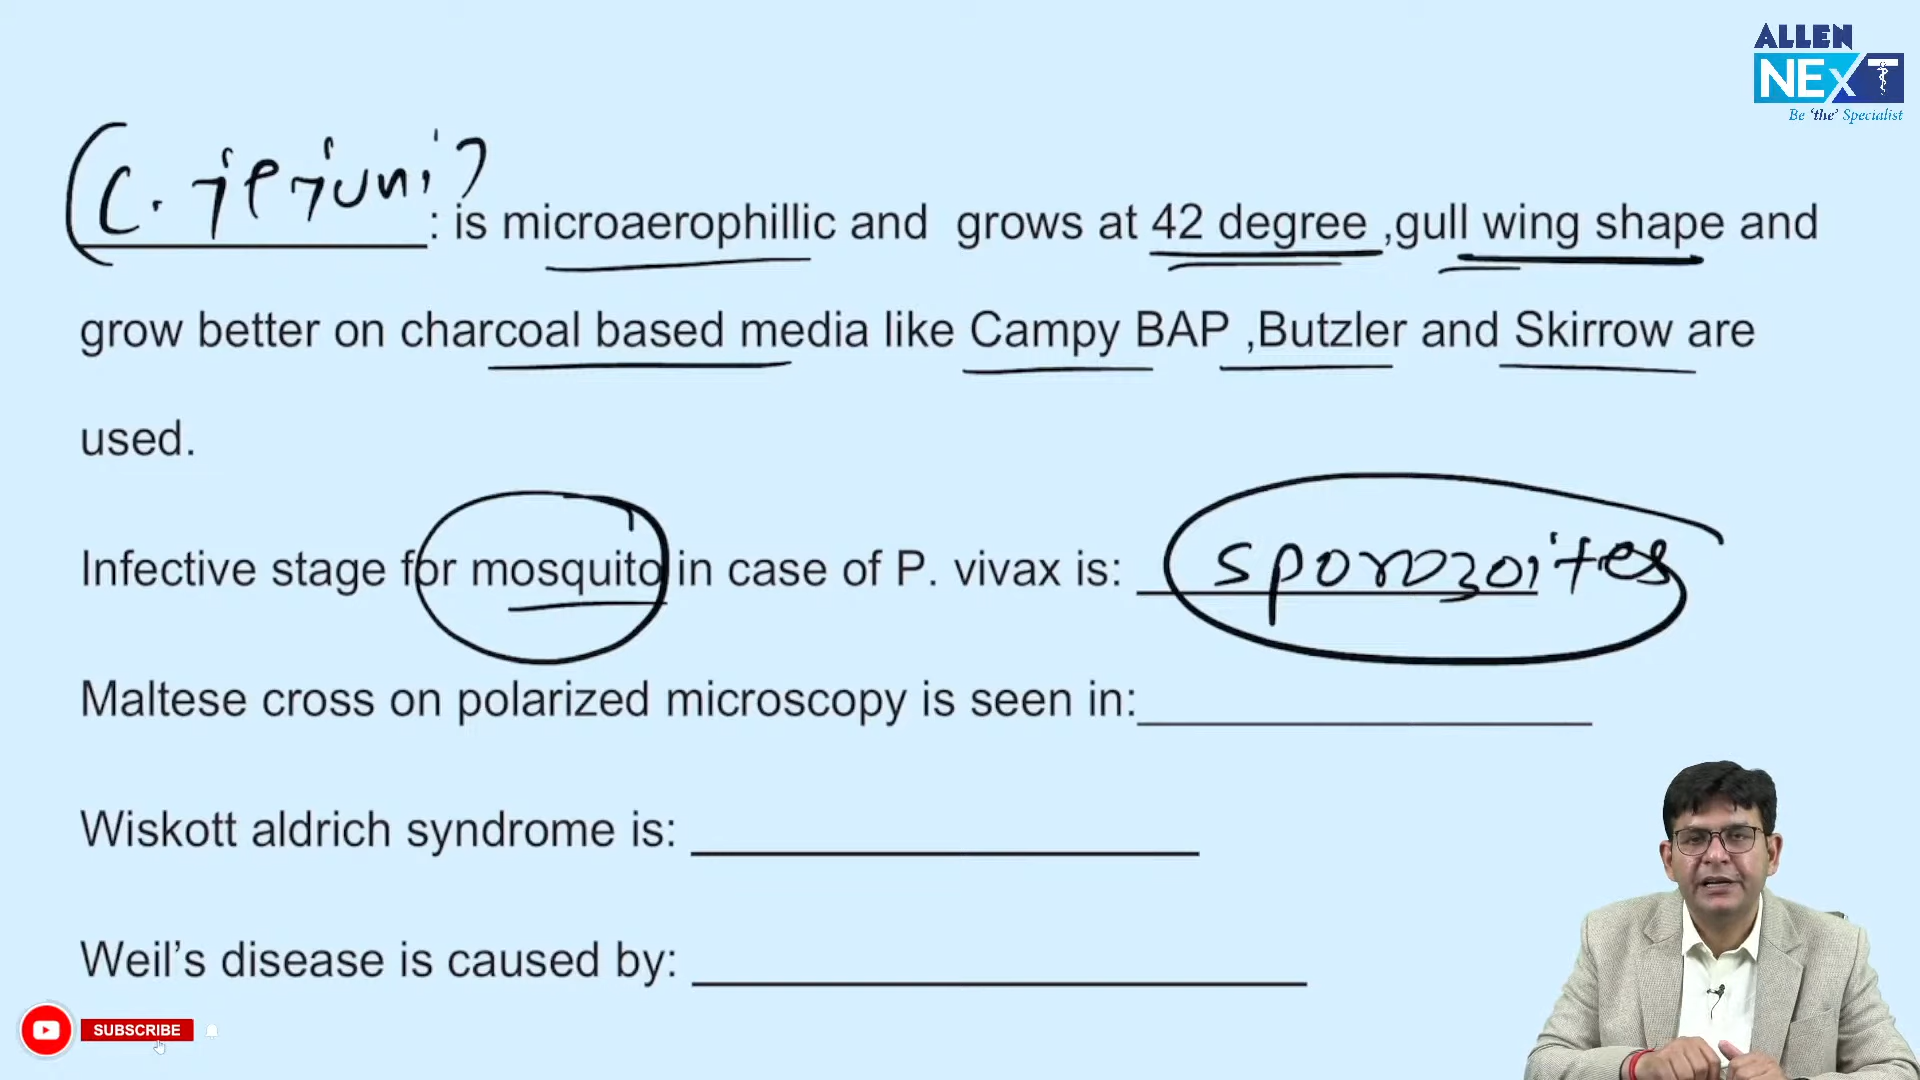 ALLEN
NEXT
Be 'the' Specialist
C. jejuni
: is microaerophillic and grows at 42 degree ,gull wing shape and
grow better on charcoal based media like Campy BAP ,Butzler and Skirrow are
used.
Infective stage for mosquito in case of P. vivax is: sporozoites
Maltese cross on polarized microscopy is seen in:
Wiskott aldrich syndrome is:
Weil's disease is caused by:
SUBSCRIBE